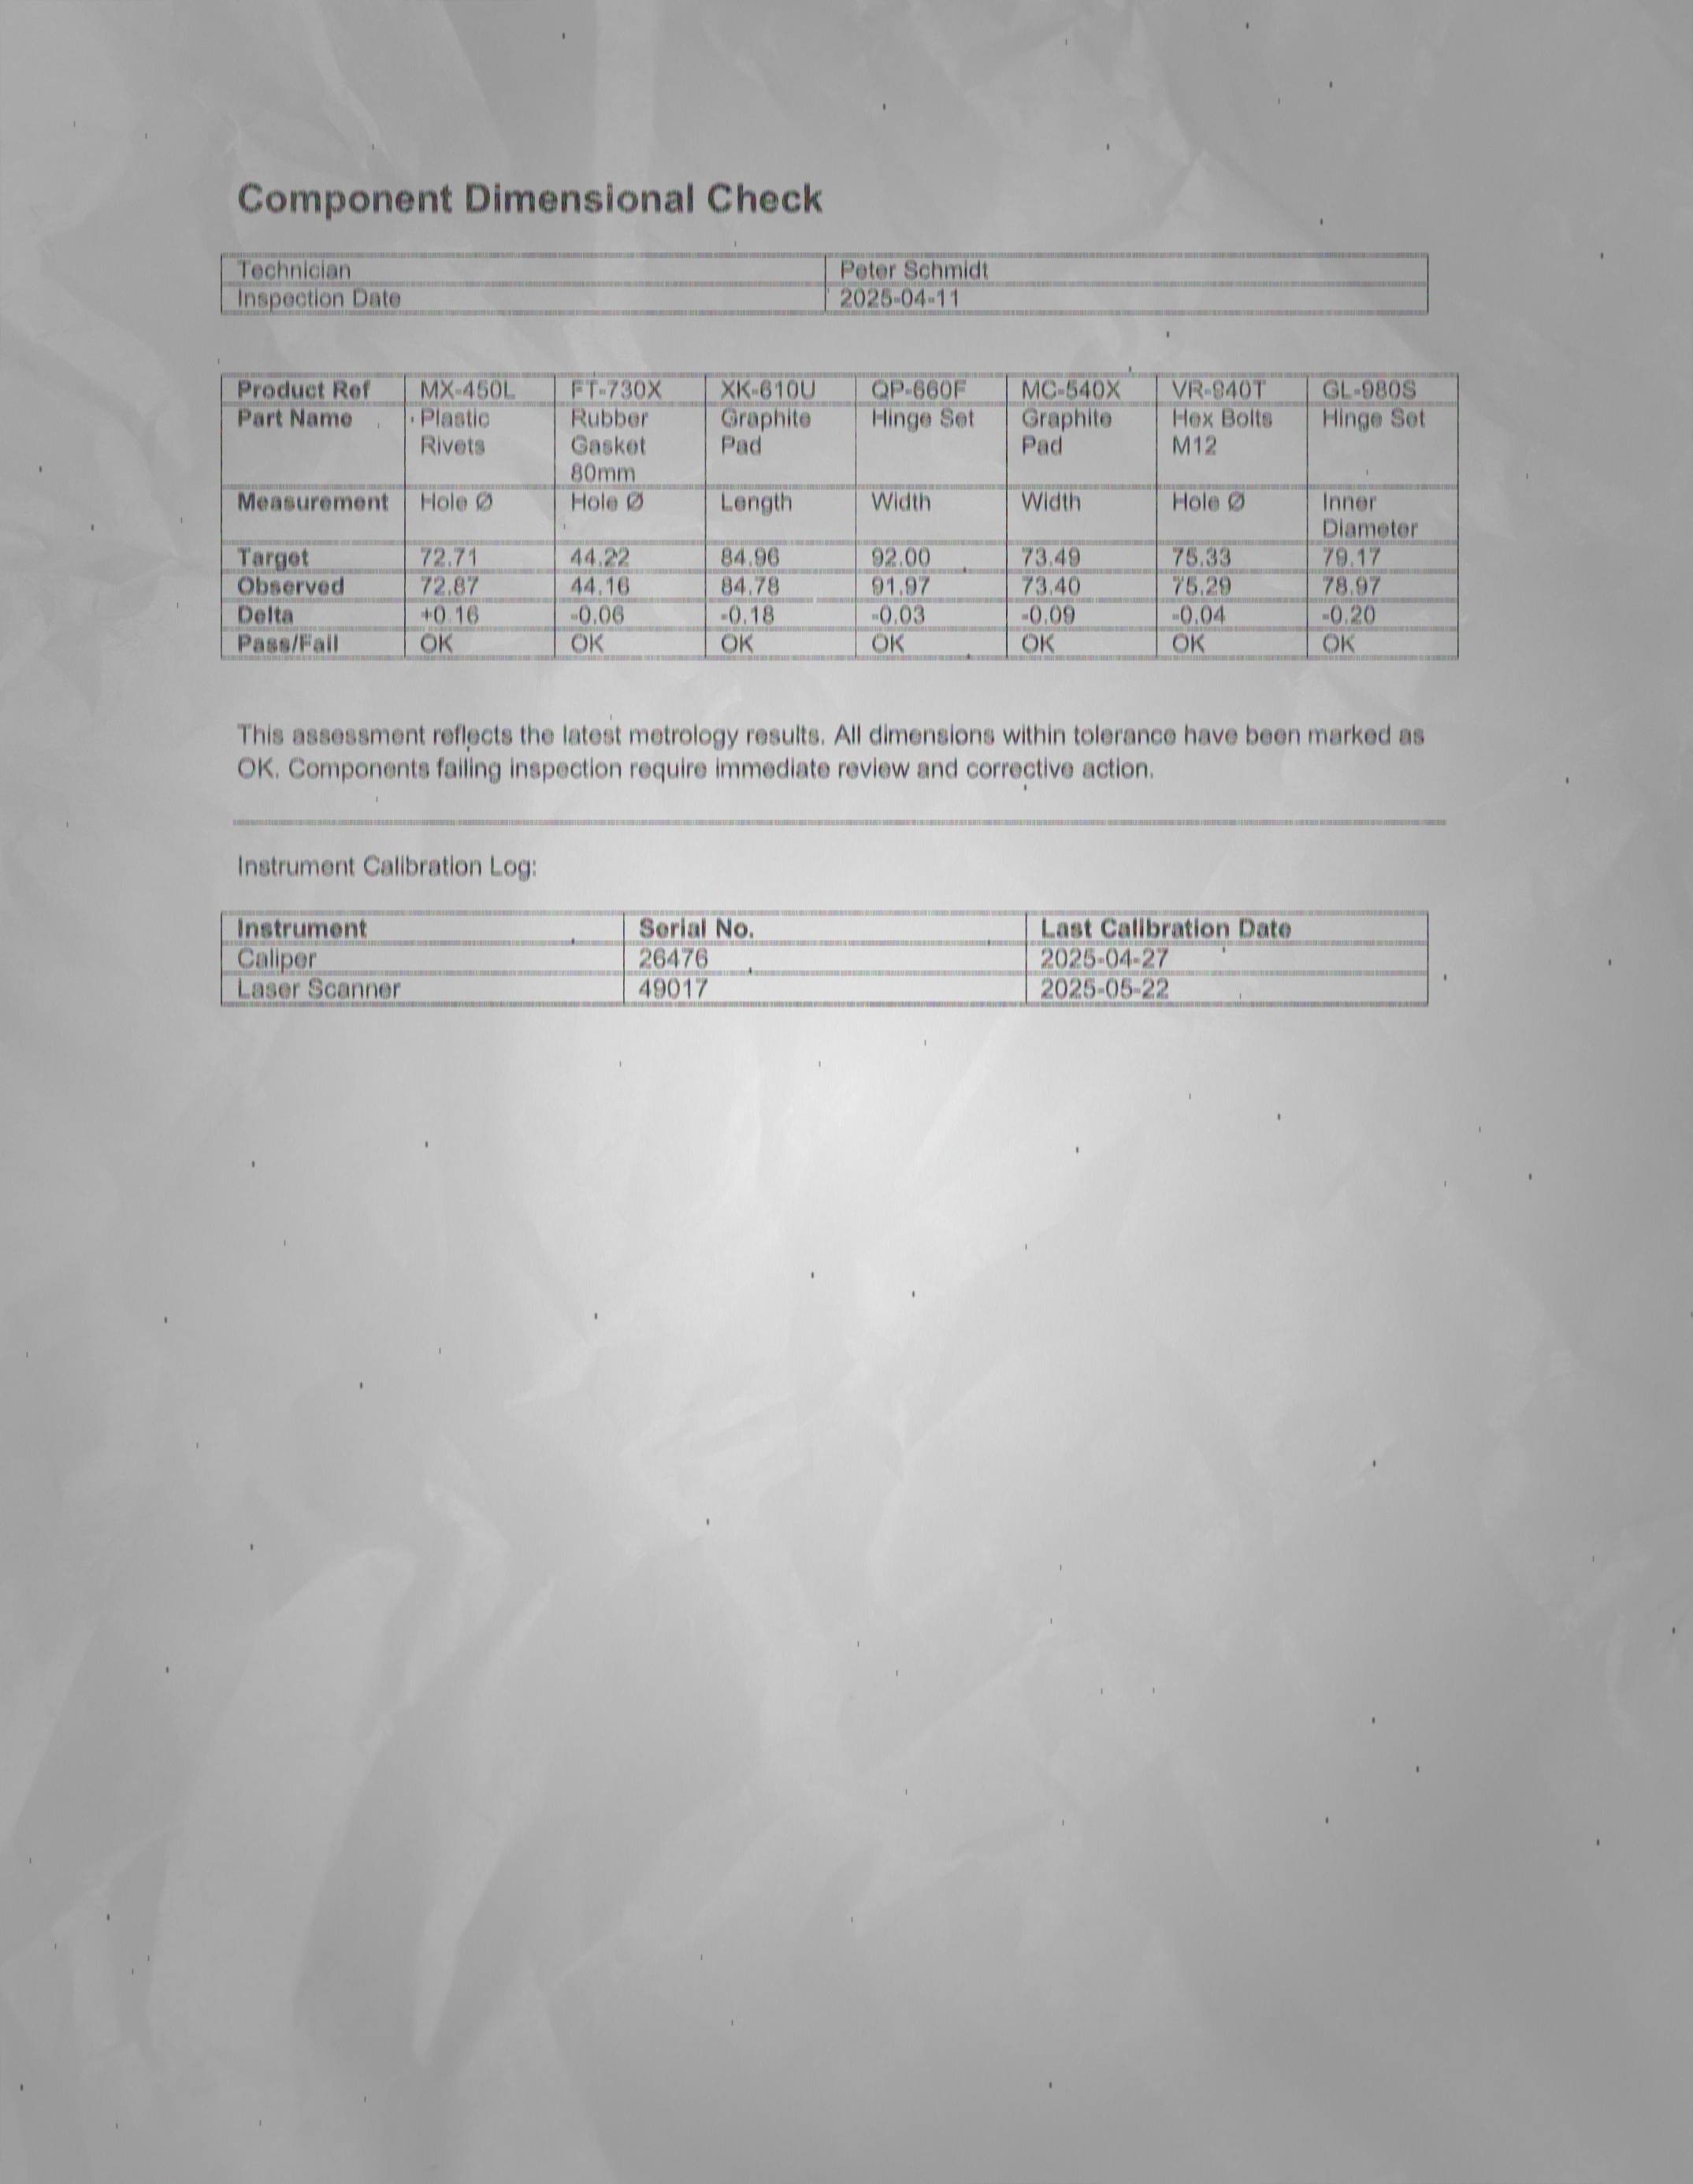 Component Dimensional Check
Technician Peter Schmidt
Inspection Date 2025-04-11
Product Ref MX-450L FT-730X XK-610U QP-660F MC-540X VR-940T GL-980S
Part Name Plastic Rubber Graphite Hinge Set Graphite Hex Bolts Hinge Set
Rivets Gasket Pad Pad M12
80mm
Measurement Hole Ø Hole Ø Length Width Width Hole Ø Inner
Diameter
Target 72.71 44.22 84.96 92.00 73.49 75.33 79.17
Observed 72.87 44.16 84.78 91.97 73.40 75.29 78.97
Delta +0.16 -0.06 -0.18 -0.03 -0.09 -0.04 -0.20
Pass/Fail OK OK OK OK OK OK OK
This assessment reflects the latest metrology results. All dimensions within tolerance have been marked as
OK. Components failing inspection require immediate review and corrective action.
Instrument Calibration Log:
Instrument Serial No. Last Calibration Date
Caliper 26476 2025-04-27
Laser Scanner 49017 2025-05-22